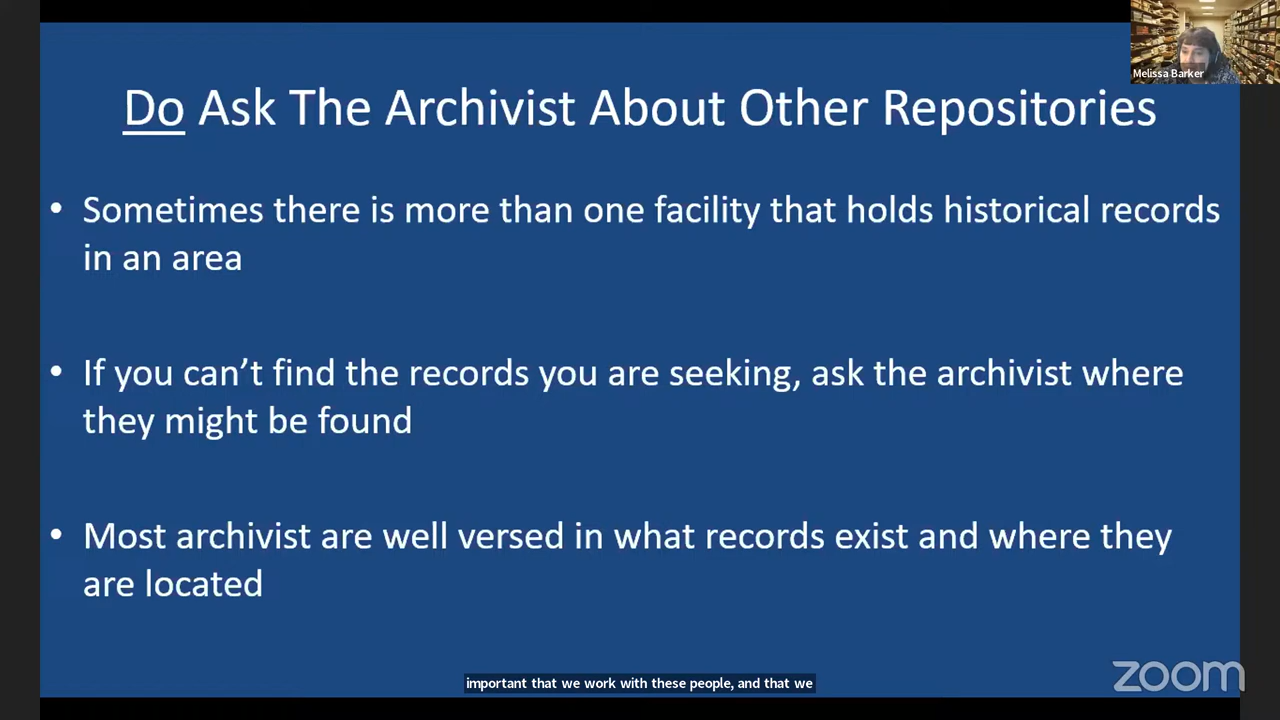 Melissa Barker
Do Ask The Archivist About Other Repositories
• Sometimes there is more than one facility that holds historical records
in an area
• If you can’t find the records you are seeking, ask the archivist where
they might be found
• Most archivist are well versed in what records exist and where they
are located
important that we work with these people, and that we
zoom